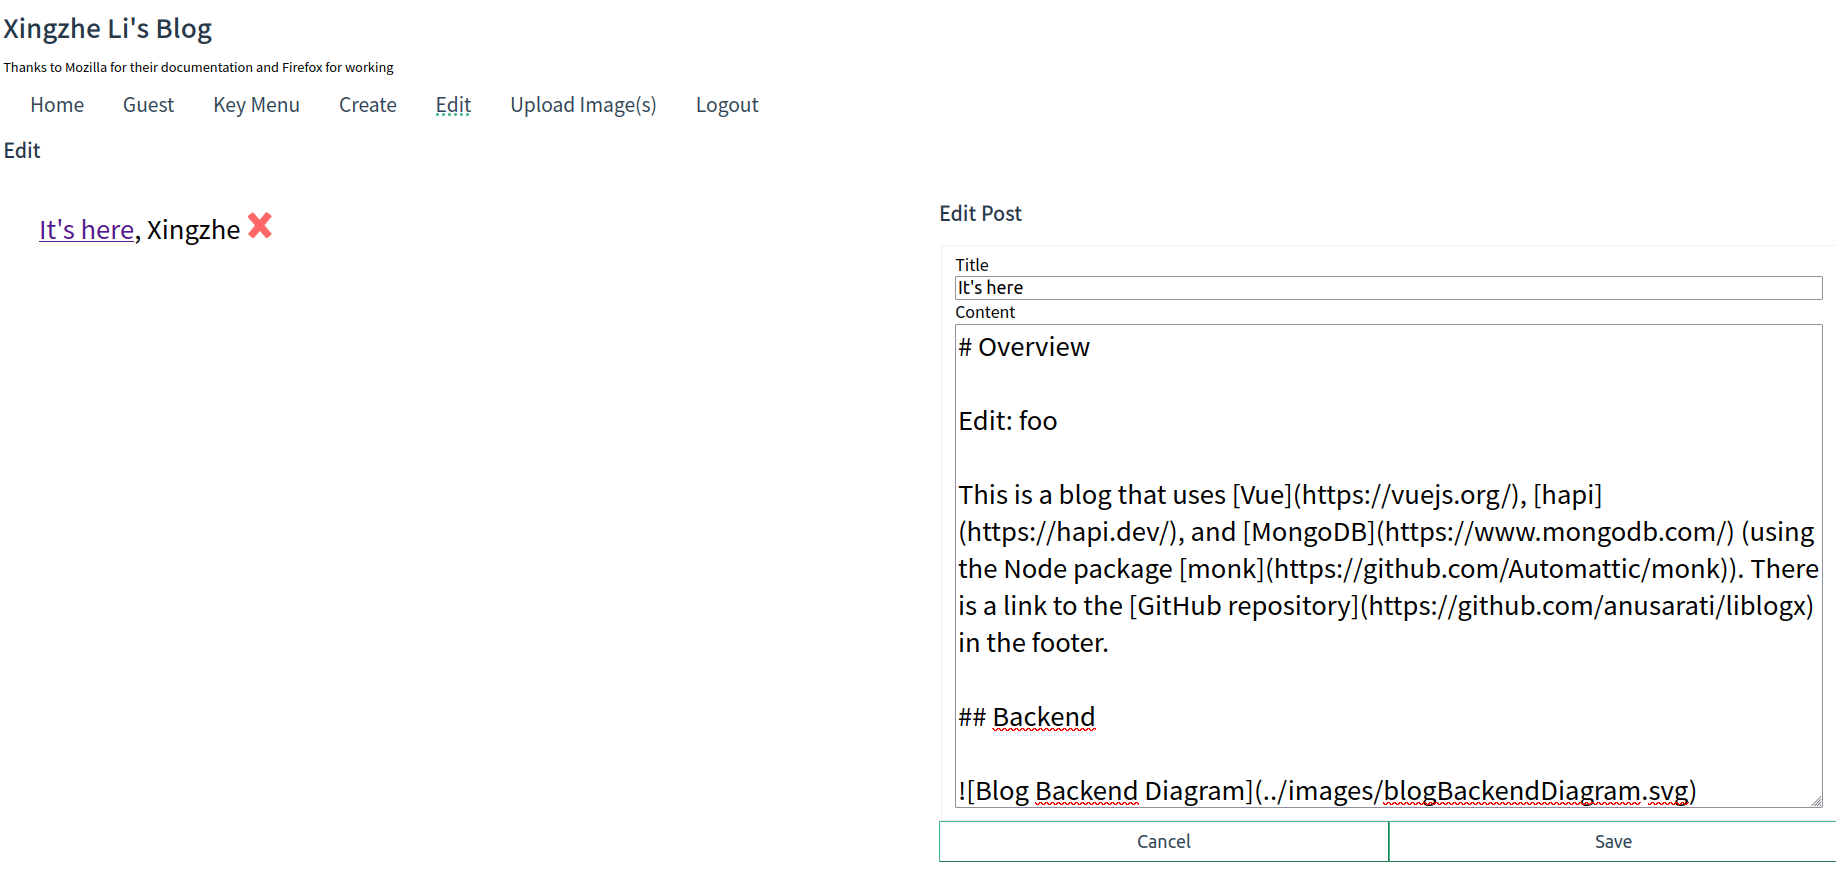 Xingzhe Li's Blog
Thanks to Mozilla for their documentation and Firefox for working
Home Guest Key Menu Create Edit Upload Image(s) Logout
Edit
It's here, Xingzhe ❌
Edit Post
Title
It's here
Content
# Overview
Edit: foo
This is a blog that uses [Vue](https://vuejs.org/), [hapi]
(https://hapi.dev/), and [MongoDB](https://www.mongodb.com/) (using
the Node package [monk](https://github.com/Automattic/monk)). There
is a link to the [GitHub repository](https://github.com/anusarati/liblogx)
in the footer.
## Backend
![Blog Backend Diagram](../images/blogBackendDiagram.svg)
Cancel Save